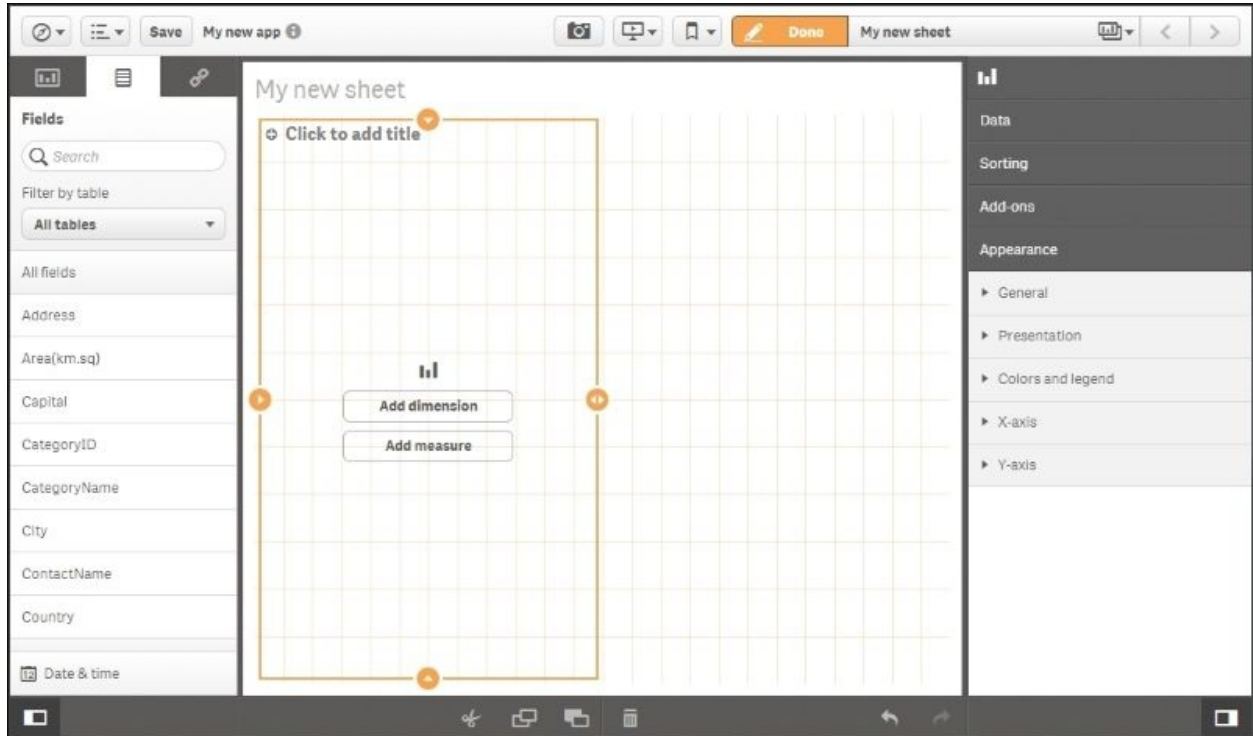 Save My new app
Done My new sheet
Fields
Search
Filter by table
All tables
All fields
Address
Area(km.sq)
Capital
CategoryID
CategoryName
City
ContactName
Country
12 Date & time
My new sheet
Click to add title
Add dimension
Add measure
Data
Sorting
Add-ons
Appearance
General
Presentation
Colors and legend
X-axis
Y-axis